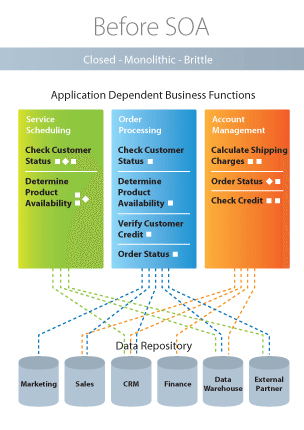 Before SOA
Closed - Monolithic - Brittle
Application Dependent Business Functions
Service
Scheduling
Check Customer
Status
Determine
Product
Availability
Order
Processing
Check Customer
Status
Determine
Product
Availability
Verify Customer
Credit
Order Status
Account
Management
Calculate Shipping
Charges
Order Status
Check Credit
Data Repository
Marketing
Sales
CRM
Finance
Data
Warehouse
External
Partner